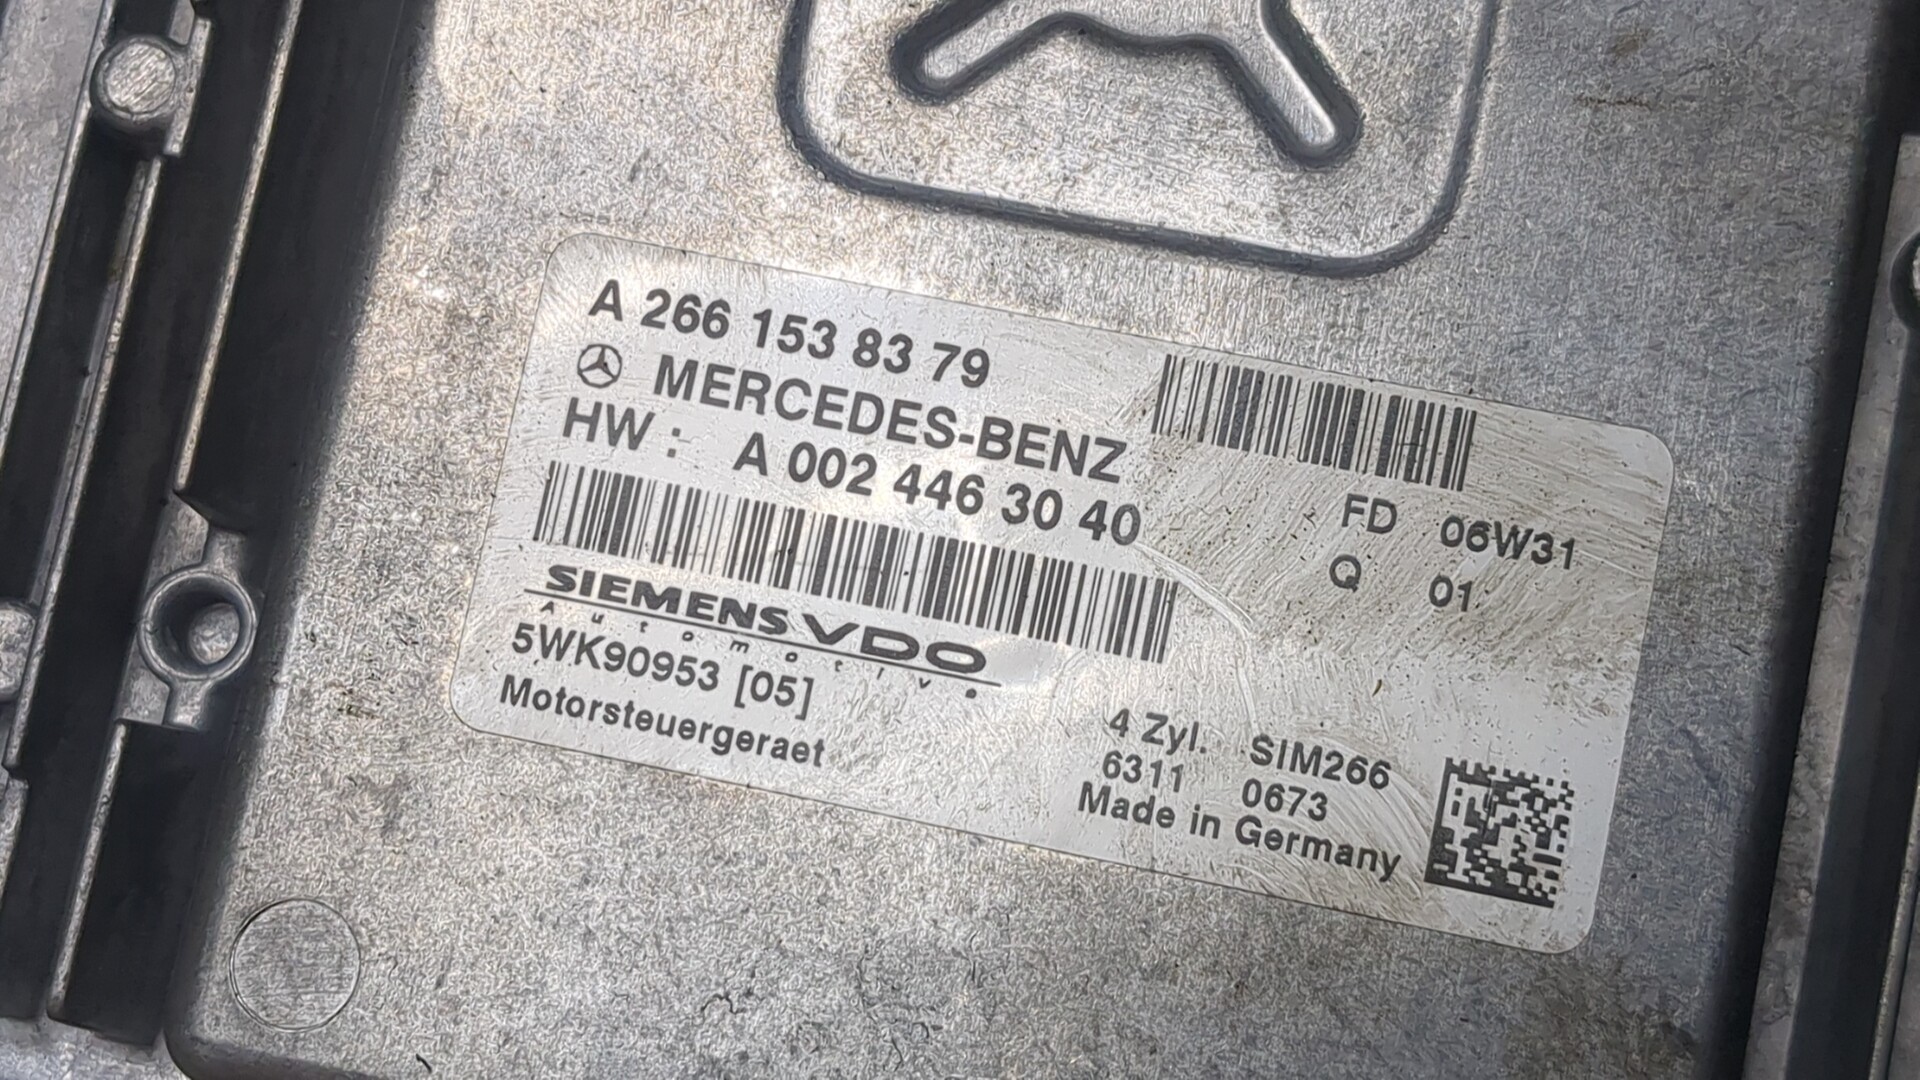 A 266 153 83 79
MERCEDES-BENZ
HW : A 002 446 30 40
FD 06W31
Q 01
SIEMENS VDO
Automotive
5WK90953 [05]
Motorsteuergeraet
4 Zyl. SIM266
6311 0673
Made in Germany